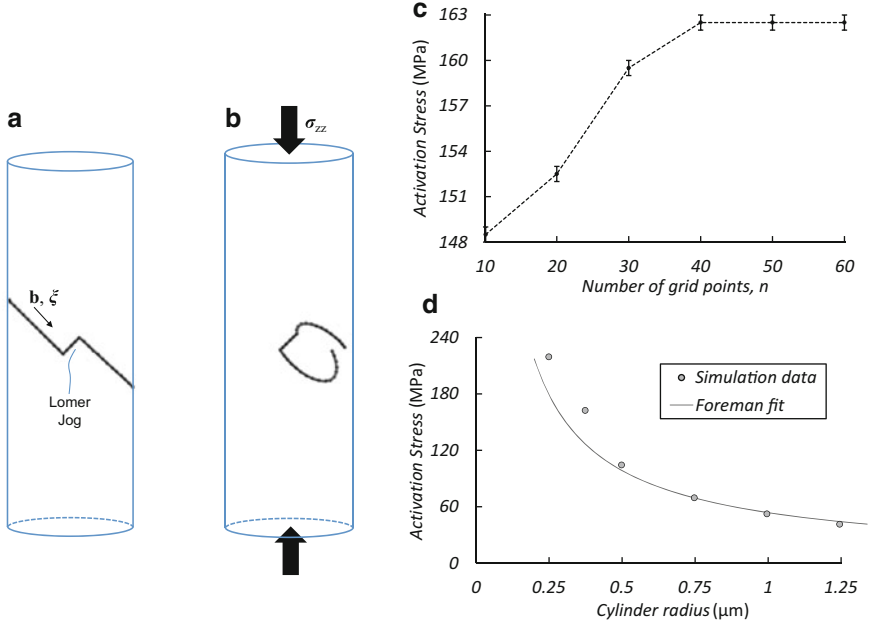 a
b
σzz
b, ξ
Lomer
Jog
c
Activation Stress (MPa)
163
160
157
154
151
148
10 20 30 40 50 60
Number of grid points, n
d
Activation Stress (MPa)
240
180
120
60
0
Simulation data
Foreman fit
0 0.25 0.5 0.75 1 1.25
Cylinder radius (µm)